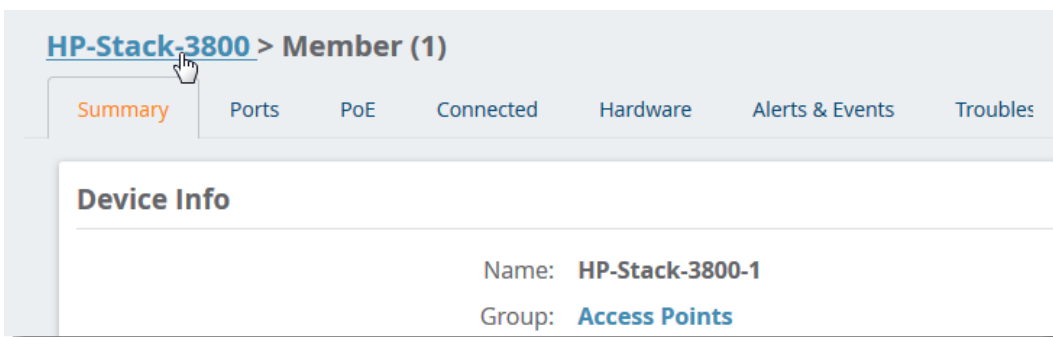 HP-Stack-3800 > Member (1)
Summary Ports PoE Connected Hardware Alerts & Events Troubles
Device Info
Name: HP-Stack-3800-1
Group: Access Points